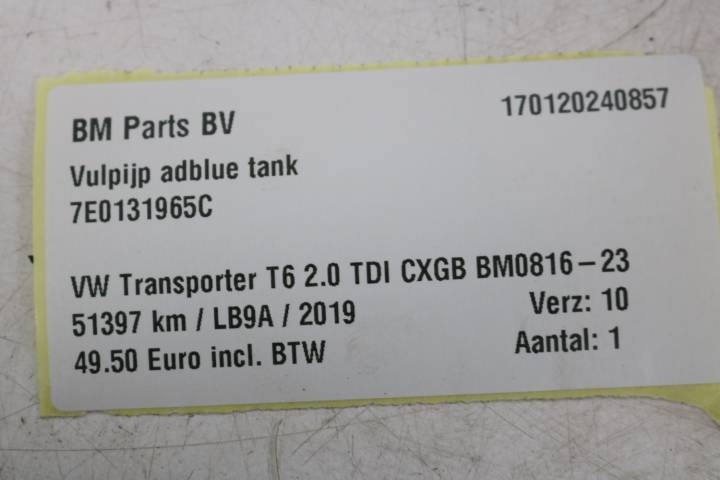 BM Parts BV 170120240857
Vulpijp adblue tank
7E0131965C
VW Transporter T6 2.0 TDI CXGB BM0816-23
51397 km / LB9A / 2019 Verz: 10
49.50 Euro incl. BTW Aantal: 1